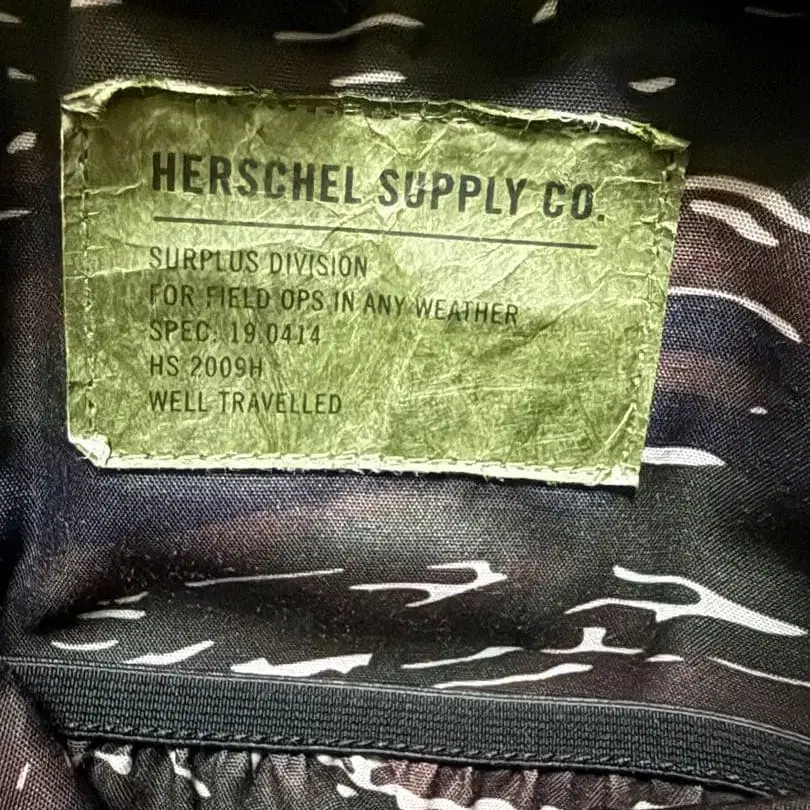 HERSCHEL SUPPLY CO.
SURPLUS DIVISION
FOR FIELD OPS IN ANY WEATHER
SPEC. 19.0414
HS 2009H
WELL TRAVELLED